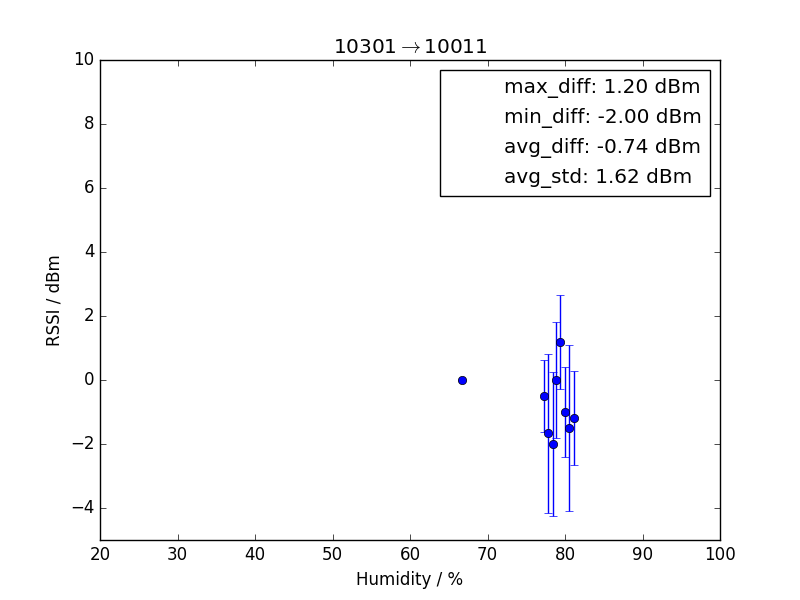 10301→10011
max_diff: 1.20 dBm
min_diff: -2.00 dBm
avg_diff: -0.74 dBm
avg_std: 1.62 dBm
10
8
6
4
2
0
−2
−4
RSSI / dBm
20 30 40 50 60 70 80 90 100
Humidity / %